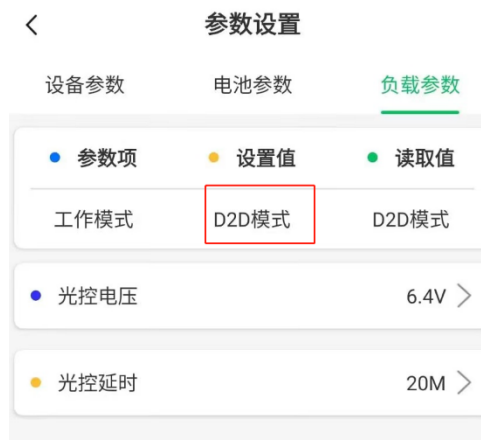 参数设置
设备参数 电池参数 负载参数
参数项 设置值 读取值
工作模式 D2D模式 D2D模式
光控电压 6.4V
光控延时 20M